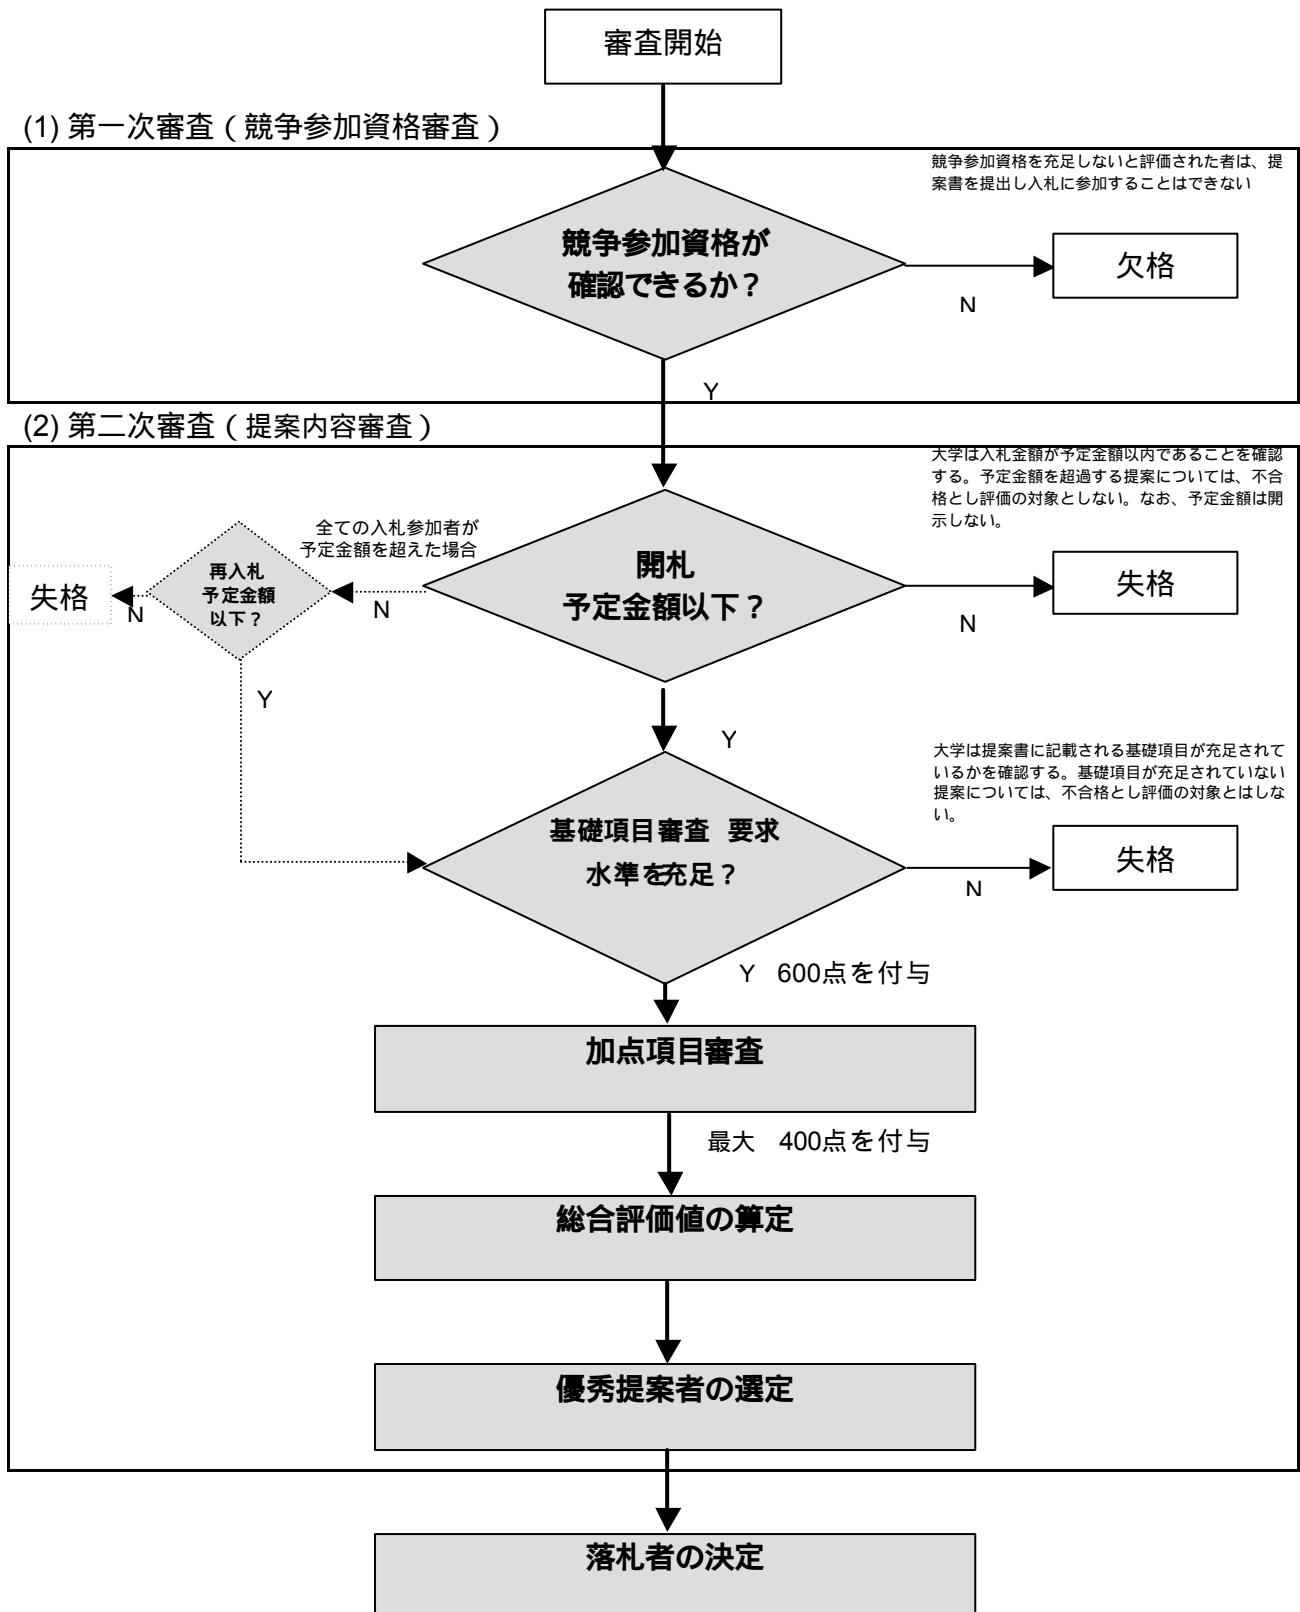 審査開始
(1) 第一次審査（競争参加資格審査）
競争参加資格を充足しないと評価された者は、提
案書を提出し入札に参加することはできない
競争参加資格が
確認できるか？
欠格
N
Y
(2) 第二次審査（提案内容審査）
大学は入札金額が予定金額以内であることを確認
する。予定金額を超過する提案については、不合
格とし評価の対象としない。なお、予定金額は開
示しない。
全ての入札参加者が
予定金額を超えた場合
開札
予定金額以下？
再入札
予定金額
以下？
失格
N
N
失格
N
Y
Y
大学は提案書に記載される基礎項目が充足されて
いるかを確認する。基礎項目が充足されていない
提案については、不合格とし評価の対象とはしな
い。
基礎項目審査 要求
水準を充足？
失格
N
Y 600点を付与
加点項目審査
最大 400点を付与
総合評価値の算定
優秀提案者の選定
落札者の決定